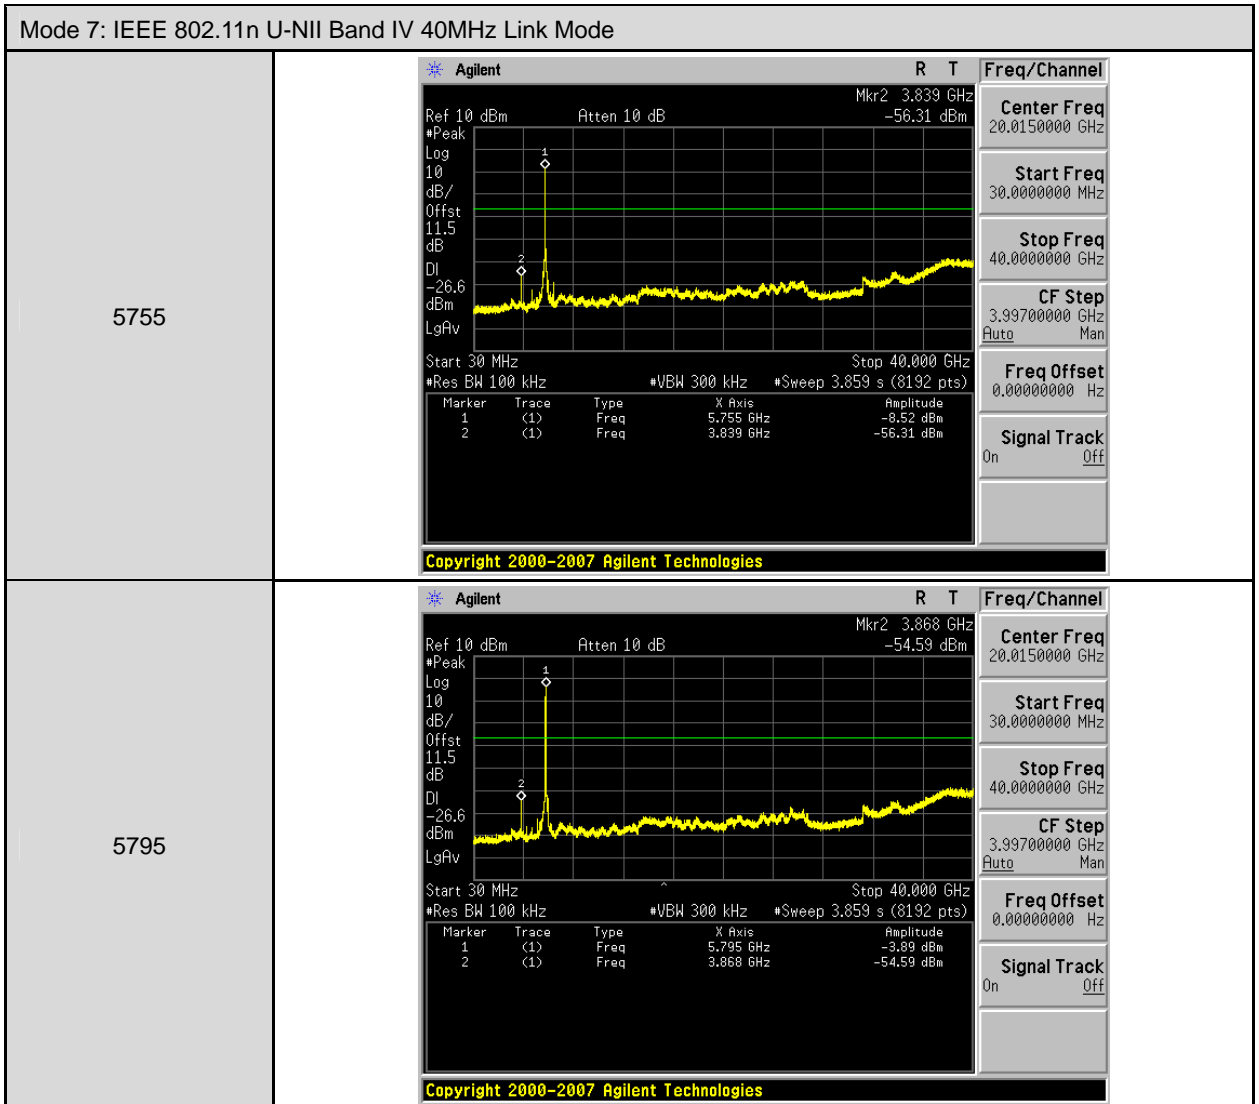 Mode 7: IEEE 802.11n U-NII Band IV 40MHz Link Mode
5755
Agilent R T Freq/Channel
Mkr2 3.839 GHz
Ref 10 dBm Atten 10 dB -56.31 dBm
#Peak
Log
10
dB/
Offst
11.5
dB
DI
-26.6
dBm
LgAv
1
2
Start 30 MHz Stop 40.000 GHz
#Res BW 100 kHz #VBW 300 kHz #Sweep 3.859 s (8192 pts)
Marker Trace Type X Axis Amplitude
1 (1) Freq 5.755 GHz -8.52 dBm
2 (1) Freq 3.839 GHz -56.31 dBm
Center Freq
20.0150000 GHz
Start Freq
30.0000000 MHz
Stop Freq
40.0000000 GHz
CF Step
3.99700000 GHz
Auto Man
Freq Offset
0.00000000 Hz
Signal Track
On Off
Copyright 2000-2007 Agilent Technologies
5795
Agilent R T Freq/Channel
Mkr2 3.868 GHz
Ref 10 dBm Atten 10 dB -54.59 dBm
#Peak
Log
10
dB/
Offst
11.5
dB
DI
-26.6
dBm
LgAv
1
2
Start 30 MHz ^ Stop 40.000 GHz
#Res BW 100 kHz #VBW 300 kHz #Sweep 3.859 s (8192 pts)
Marker Trace Type X Axis Amplitude
1 (1) Freq 5.795 GHz -3.89 dBm
2 (1) Freq 3.868 GHz -54.59 dBm
Center Freq
20.0150000 GHz
Start Freq
30.0000000 MHz
Stop Freq
40.0000000 GHz
CF Step
3.99700000 GHz
Auto Man
Freq Offset
0.00000000 Hz
Signal Track
On Off
Copyright 2000-2007 Agilent Technologies